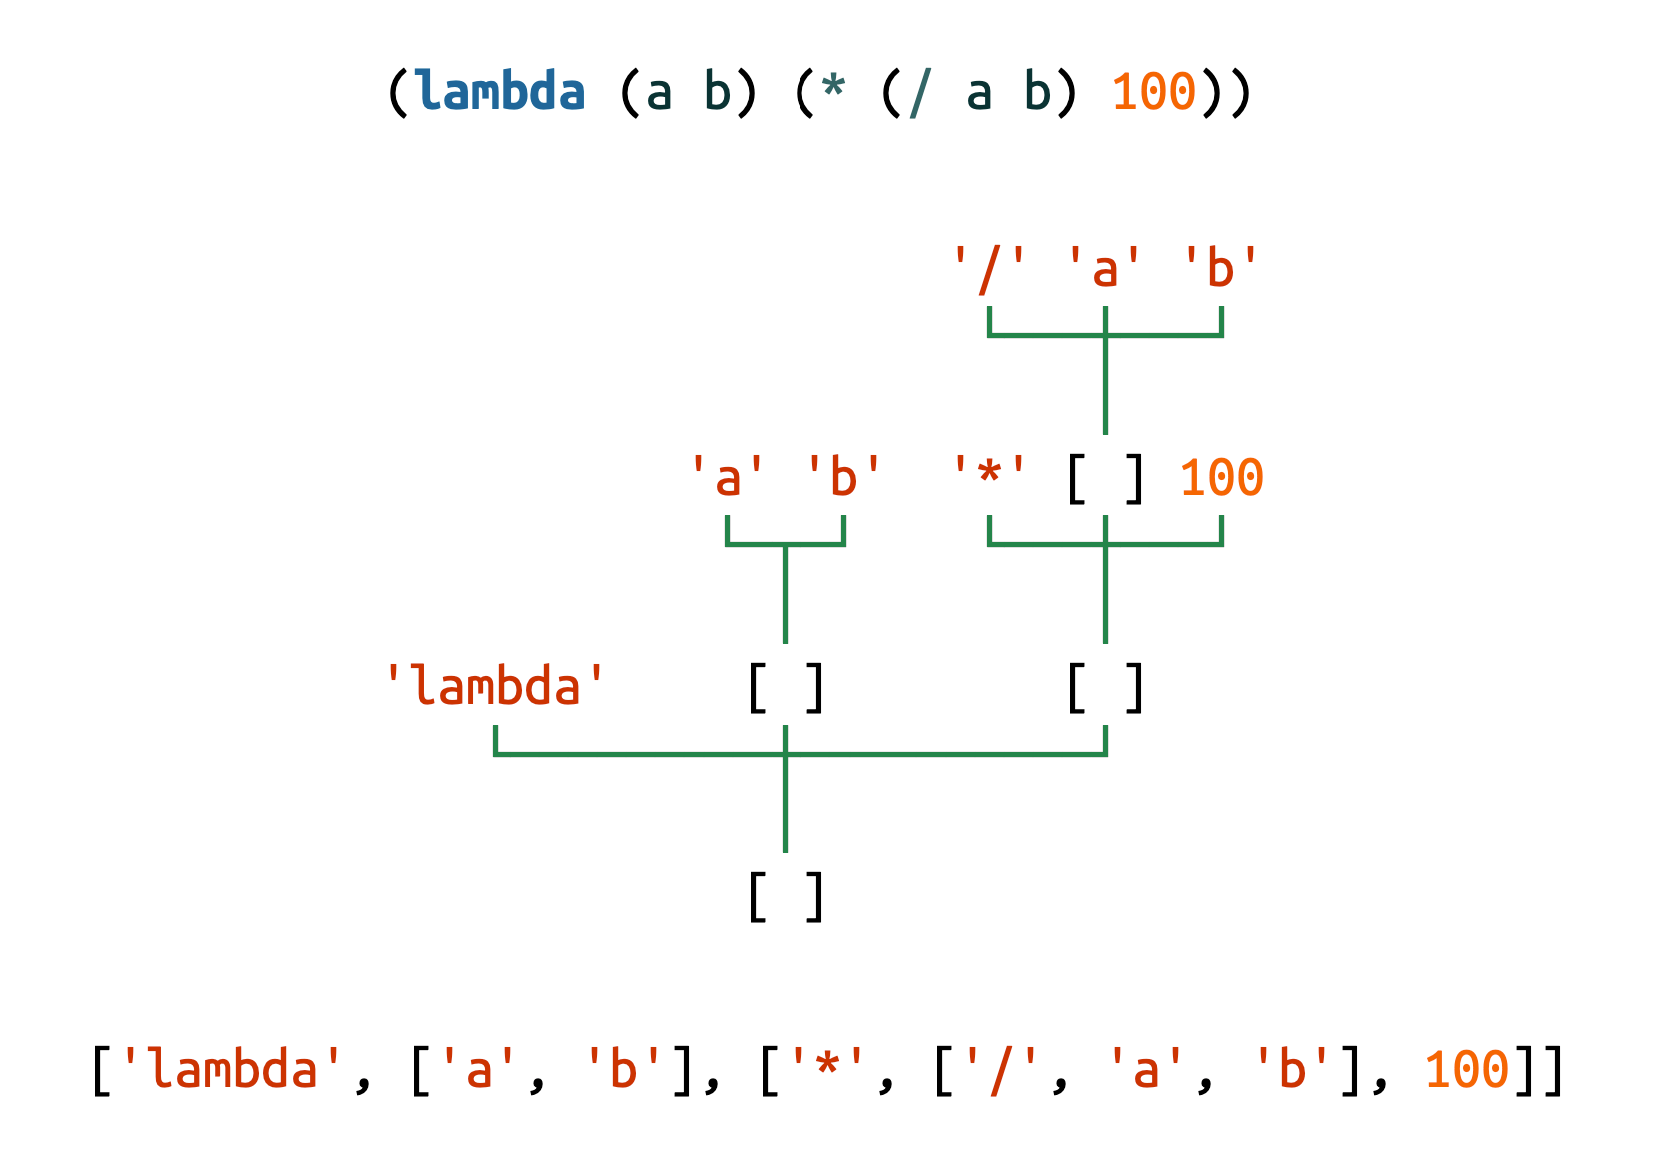 (lambda (a b) (* (/ a b) 100))
'/' 'a' 'b'
'a' 'b' '*' [ ] 100
'lambda' [ ] [ ]
[ ]
['lambda', ['a', 'b'], ['*', ['/', 'a', 'b'], 100]]